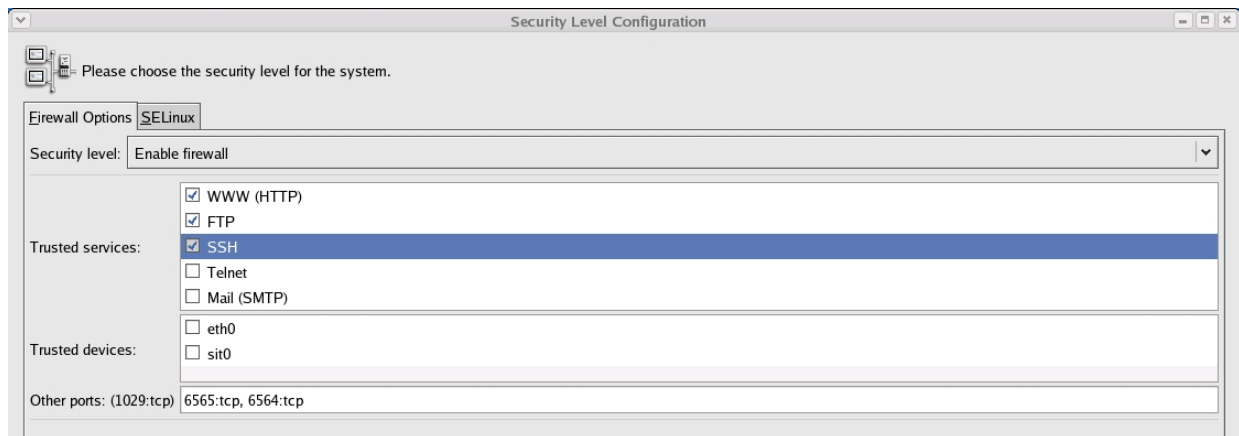 Security Level Configuration
Please choose the security level for the system.
Firewall Options SELinux
Security level: Enable firewall
Trusted services:
WWW (HTTP)
FTP
SSH
Telnet
Mail (SMTP)
Trusted devices:
eth0
sit0
Other ports: (1029:tcp) 6565:tcp, 6564:tcp